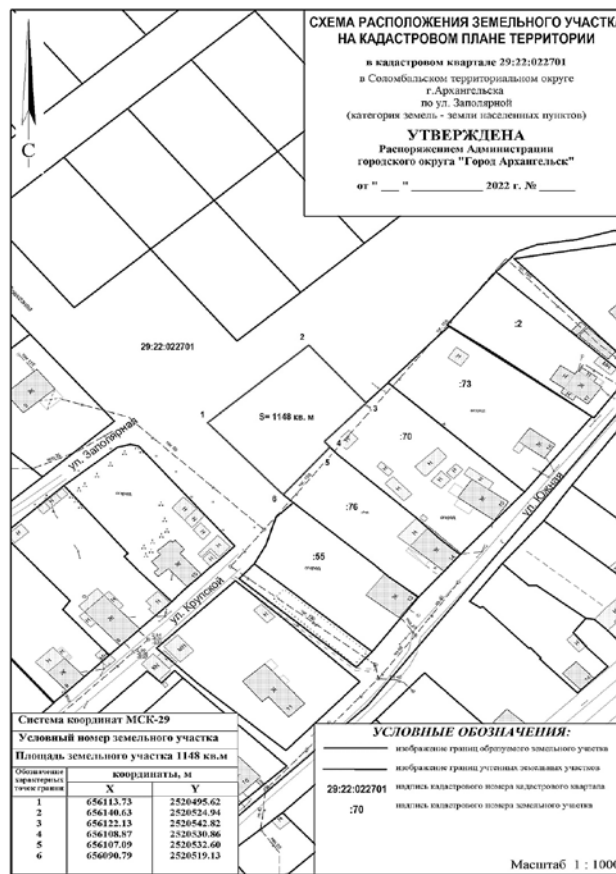 СХЕМА РАСПОЛОЖЕНИЯ ЗЕМЕЛЬНОГО УЧАСТКА
НА КАДАСТРОВОМ ПЛАНЕ ТЕРРИТОРИИ
в кадастровом квартале 29:22:022701
в Соломбальском территориальном округе
г.Архангельска
по ул. Заполярной
(категория земель - земли населенных пунктов)
УТВЕРЖДЕНА
Распоряжением Администрации
городского округа "Город Архангельск"
от " ___ " __________ 2022 г. № _____
С
29:22:022701
2
:2
:73
1
S= 1148 кв. м
3
:70
4
5
ул. Заполярная
6
:76
ул. Южная
:55
ул. Крупской
Система координат МСК-29
Условный номер земельного участка
Площадь земельного участка 1148 кв.м
Обозначение характерных точек границ
координаты, м
X Y
1 656113.73 2520495.62
2 656140.63 2520524.94
3 656122.13 2520542.82
4 656108.87 2520530.86
5 656107.09 2520532.60
6 656090.79 2520519.13
УСЛОВНЫЕ ОБОЗНАЧЕНИЯ:
изображение границ образуемого земельного участка
изображение границ учтенных земельных участков
29:22:022701 надпись кадастрового номера кадастрового квартала
:70 надпись кадастрового номера земельного участка
Масштаб 1 : 1000